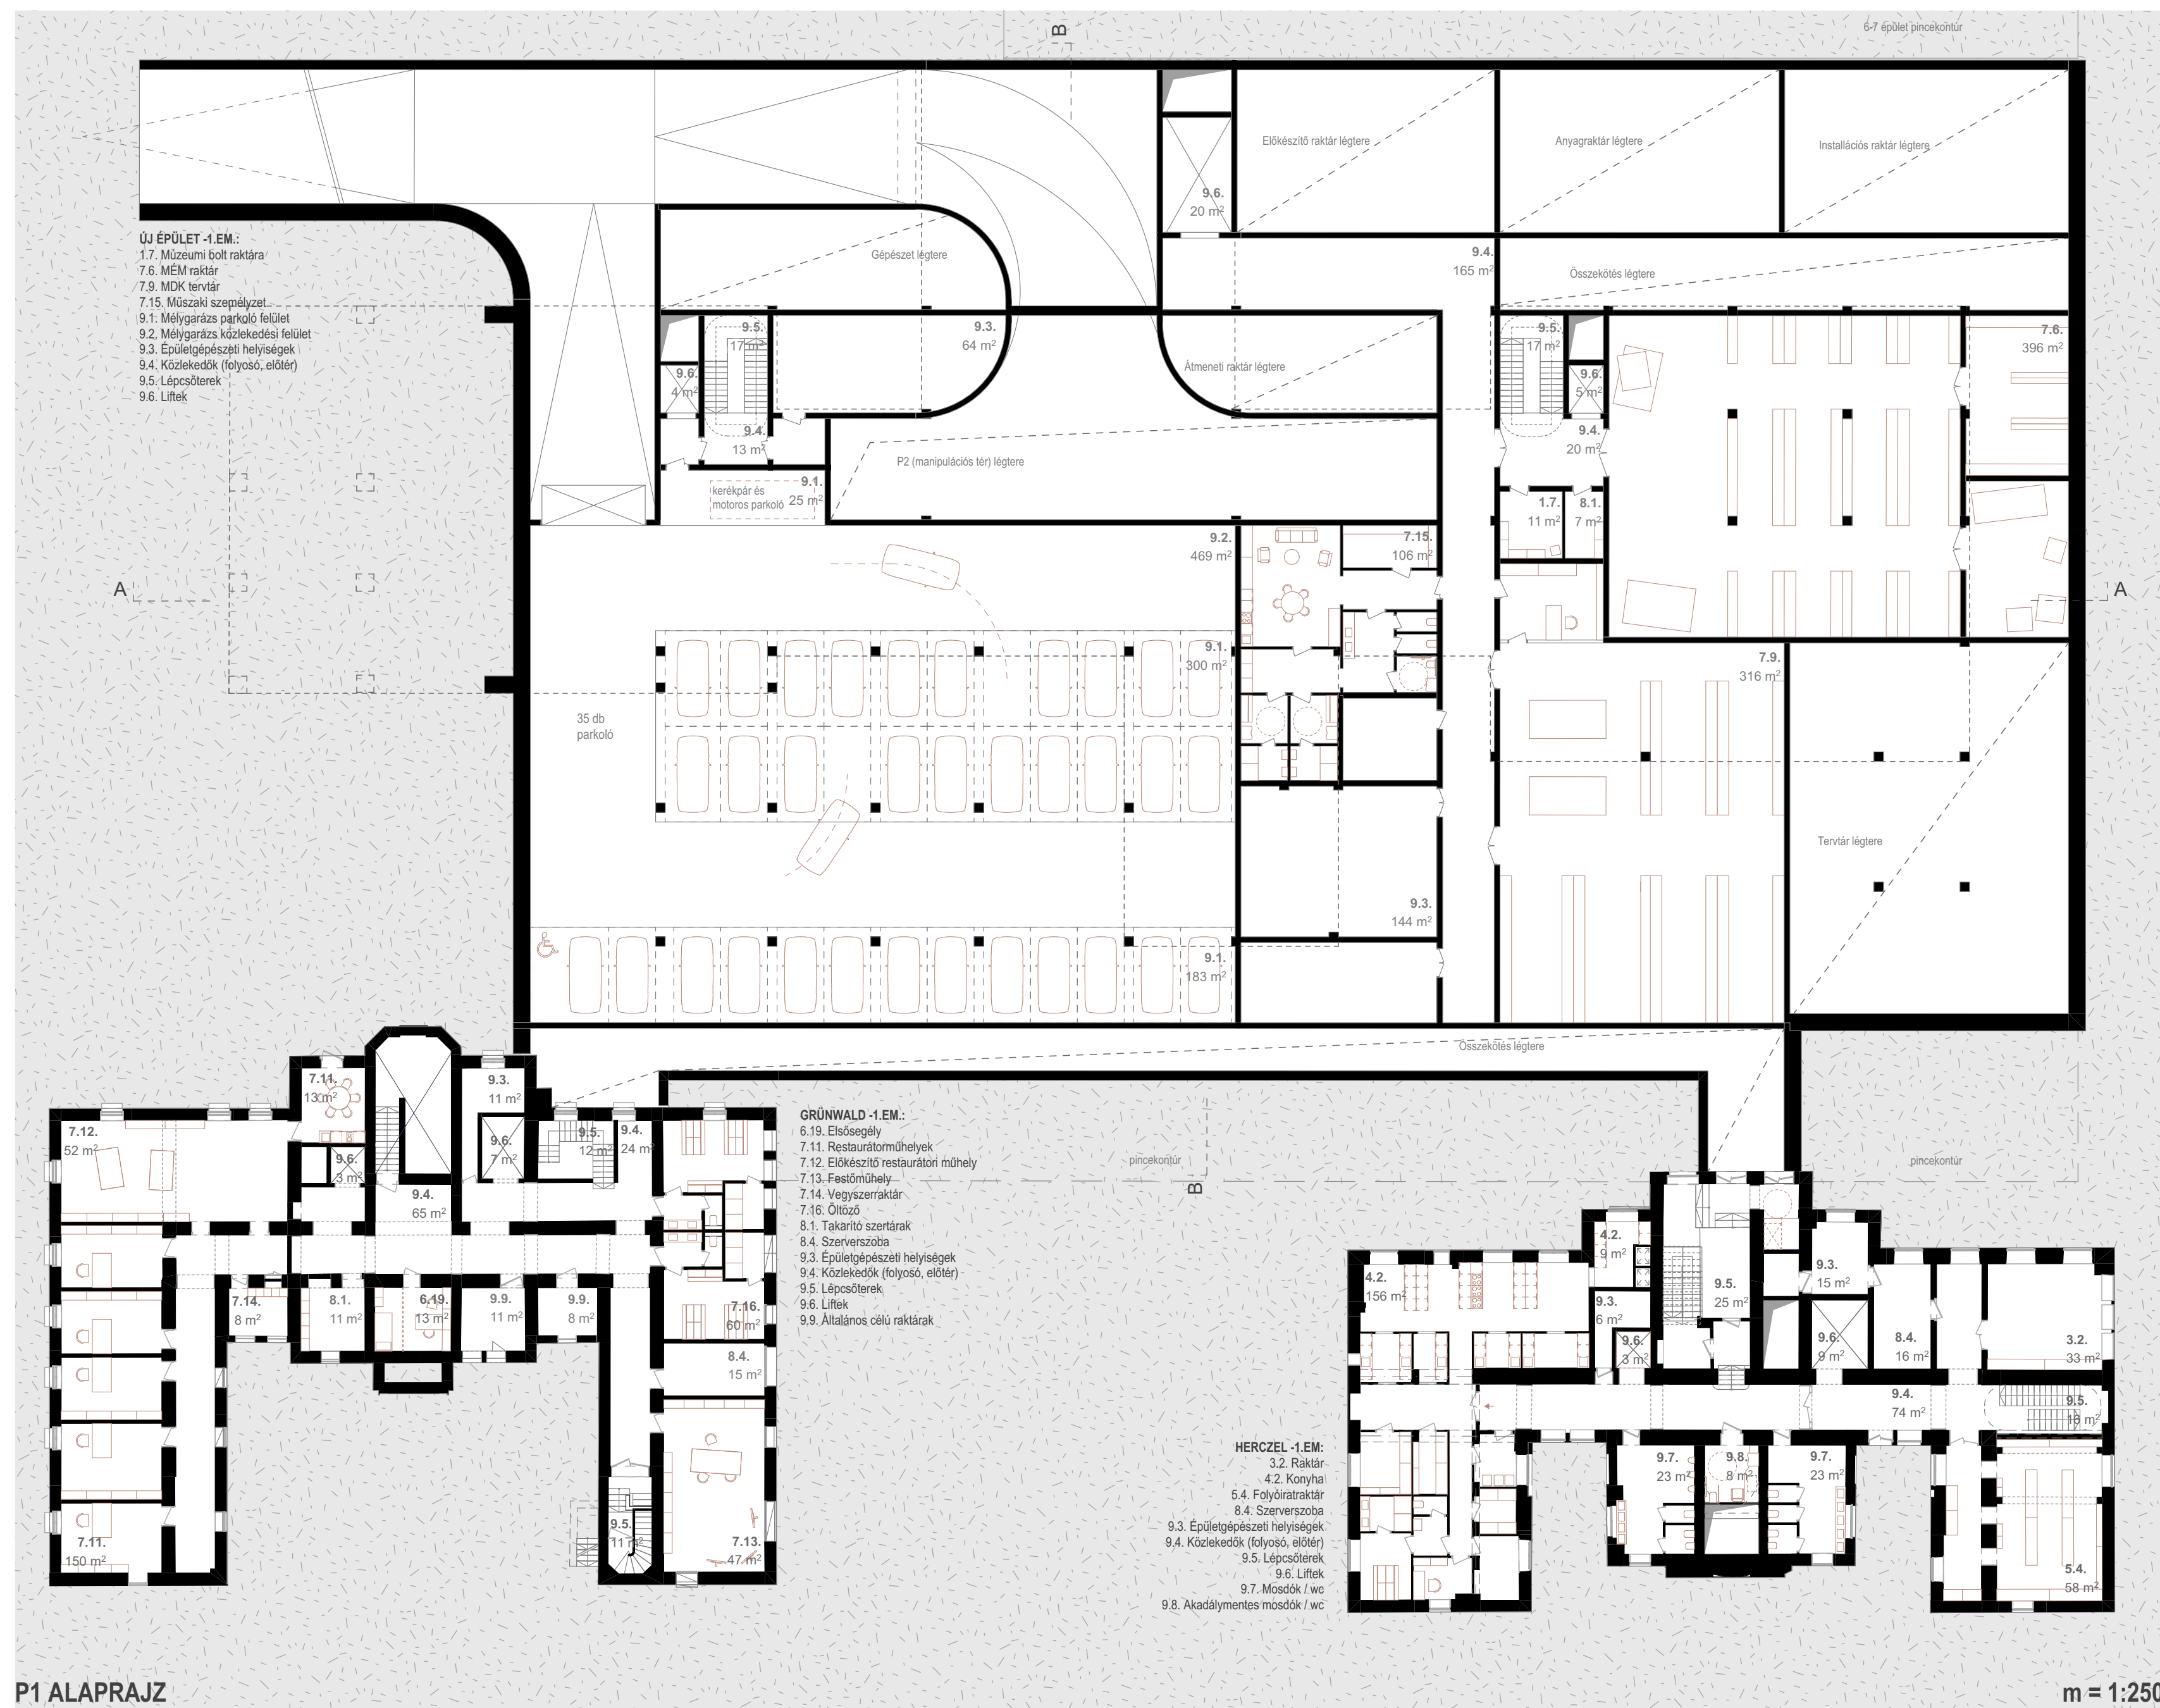 B
6-7 épület pincekontúr
Előkészítő raktár légtere
Anyagraktár légtere
Installációs raktár légtere
9.6.
20 m²
ÚJ ÉPÜLET -1.EM.:
1.7. Múzeumi bolt raktára
7.6. MÉM raktár
7.9. MDK tervtár
7.15. Műszaki személyzet
9.1. Mélygarázs parkoló felület
9.2. Mélygarázs közlekedési felület
9.3. Épületgépészeti helyiségek
9.4. Közlekedők (folyosó, előtér)
9.5. Lépcsőterek
9.6. Liftek
Gépészet légtere
9.4.
165 m²
Összekötés légtere
9.5.
17 m²
9.3.
64 m²
9.5.
17 m²
7.6.
396 m²
Átmeneti raktár légtere
9.6.
4 m²
9.6.
5 m²
9.4.
13 m²
9.4.
20 m²
P2 (manipulációs tér) légtere
9.1.
25 m²
kerékpár és
motoros parkoló
1.7.
11 m²
8.1.
7 m²
9.2.
469 m²
7.15.
106 m²
A
A
9.1.
300 m²
7.9.
316 m²
35 db
parkoló
Tervtár légtere
9.3.
144 m²
9.1.
183 m²
Összekötés légtere
7.11.
13 m²
9.3.
11 m²
7.12.
52 m²
9.6.
3 m²
9.6.
7 m²
9.5.
12 m²
9.4.
24 m²
9.4.
65 m²
GRÜNWALD -1.EM.:
6.19. Elsősegély
7.11. Restaurátorműhelyek
7.12. Előkészítő restaurátori műhely
7.13. Festőműhely
7.14. Vegyszerraktár
7.16. Öltöző
8.1. Takarító szertárak
8.4. Szerverszoba
9.3. Épületgépészeti helyiségek
9.4. Közlekedők (folyosó, előtér)
9.5. Lépcsőterek
9.6. Liftek
9.9. Általános célú raktárak
pincekontúr
B
pincekontúr
7.14.
8 m²
8.1.
11 m²
6.19.
13 m²
9.9.
11 m²
9.9.
8 m²
7.16.
60 m²
8.4.
15 m²
9.5.
11 m²
7.13.
47 m²
7.11.
150 m²
4.2.
9 m²
4.2.
156 m²
9.3.
6 m²
9.6.
3 m²
9.5.
25 m²
9.3.
15 m²
9.6.
9 m²
8.4.
16 m²
3.2.
33 m²
9.4.
74 m²
9.5.
HERCZEL -1.EM:
3.2. Raktár
4.2. Konyha
5.4. Folyóiratraktár
8.4. Szerverszoba
9.3. Épületgépészeti helyiségek
9.4. Közlekedők (folyosó, előtér)
9.5. Lépcsőterek
9.6. Liftek
9.7. Mosdók / wc
9.8. Akadálymentes mosdók / wc
9.7.
23 m²
9.8.
8 m²
9.7.
23 m²
5.4.
58 m²
P1 ALAPRAJZ
m = 1:250